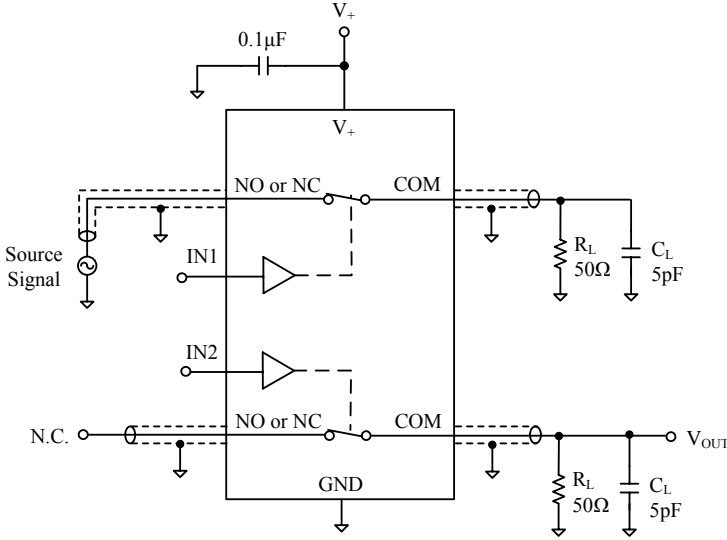 V+
0.1µF
V+
NO or NC
COM
Source
Signal
IN1
RL
50Ω
CL
5pF
IN2
N.C.
NO or NC
COM
VOUT
GND
RL
50Ω
CL
5pF